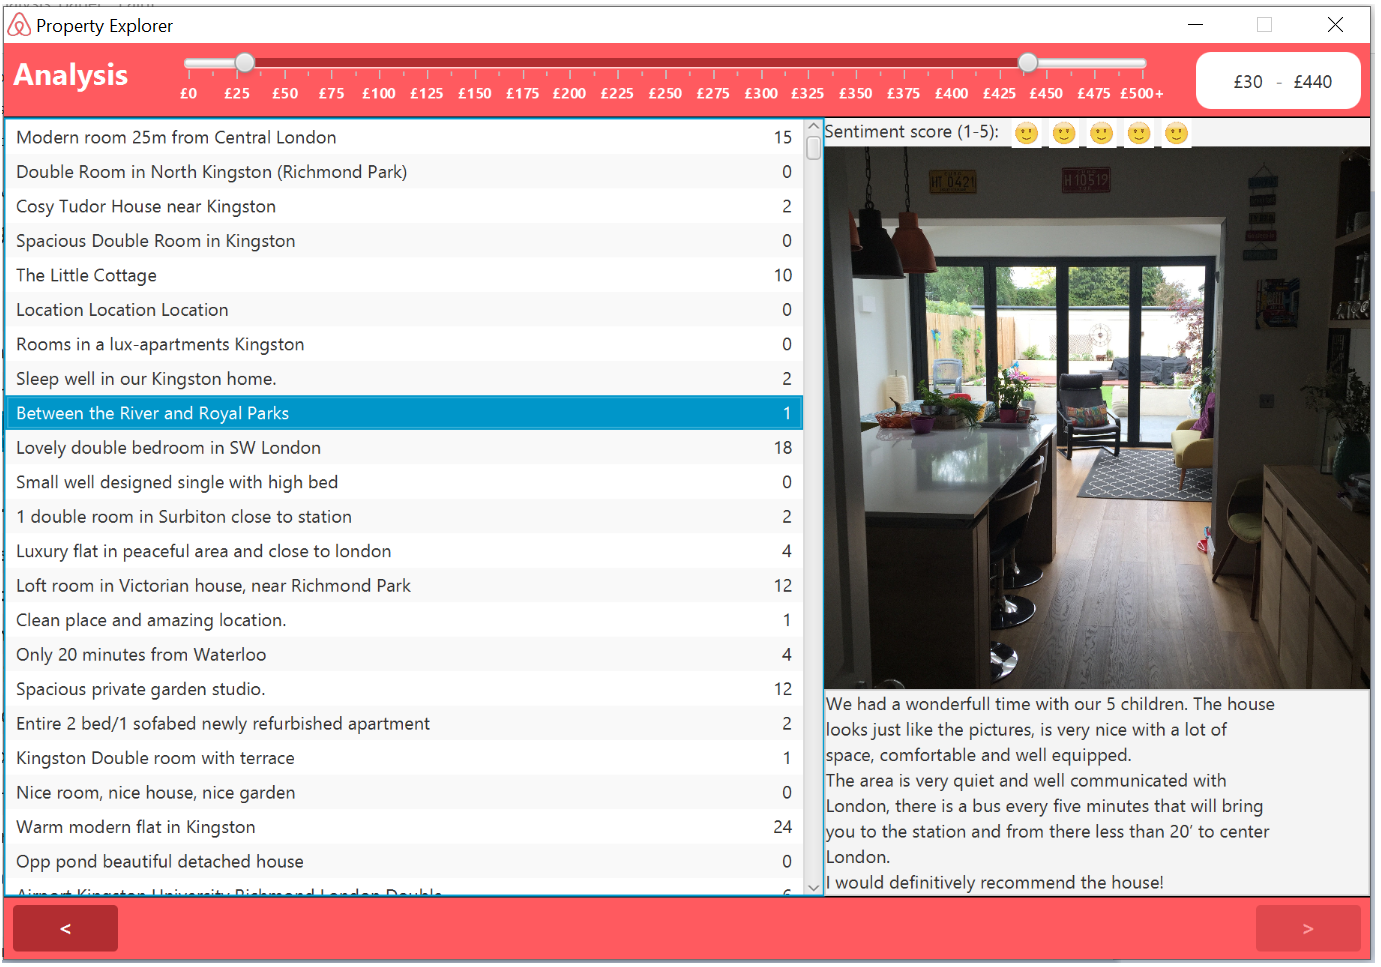 Property Explorer
Analysis
£0 £25 £50 £75 £100 £125 £150 £175 £200 £225 £250 £275 £300 £325 £350 £375 £400 £425 £450 £475 £500+
£30 - £440
Modern room 25m from Central London 15
Double Room in North Kingston (Richmond Park) 0
Cosy Tudor House near Kingston 2
Spacious Double Room in Kingston 0
The Little Cottage 10
Location Location Location 0
Rooms in a lux-apartments Kingston 0
Sleep well in our Kingston home. 2
Between the River and Royal Parks 1
Lovely double bedroom in SW London 18
Small well designed single with high bed 0
1 double room in Surbiton close to station 2
Luxury flat in peaceful area and close to london 4
Loft room in Victorian house, near Richmond Park 12
Clean place and amazing location. 1
Only 20 minutes from Waterloo 4
Spacious private garden studio. 12
Entire 2 bed/1 sofabed newly refurbished apartment 2
Kingston Double room with terrace 1
Nice room, nice house, nice garden 0
Warm modern flat in Kingston 24
Opp pond beautiful detached house 0
Airport Kingston University Richmond London Double 6
Sentiment score (1-5):
HT 0421
H 10519
We had a wonderfull time with our 5 children. The house
looks just like the pictures, is very nice with a lot of
space, comfortable and well equipped.
The area is very quiet and well communicated with
London, there is a bus every five minutes that will bring
you to the station and from there less than 20’ to center
London.
I would definitively recommend the house!
<
>